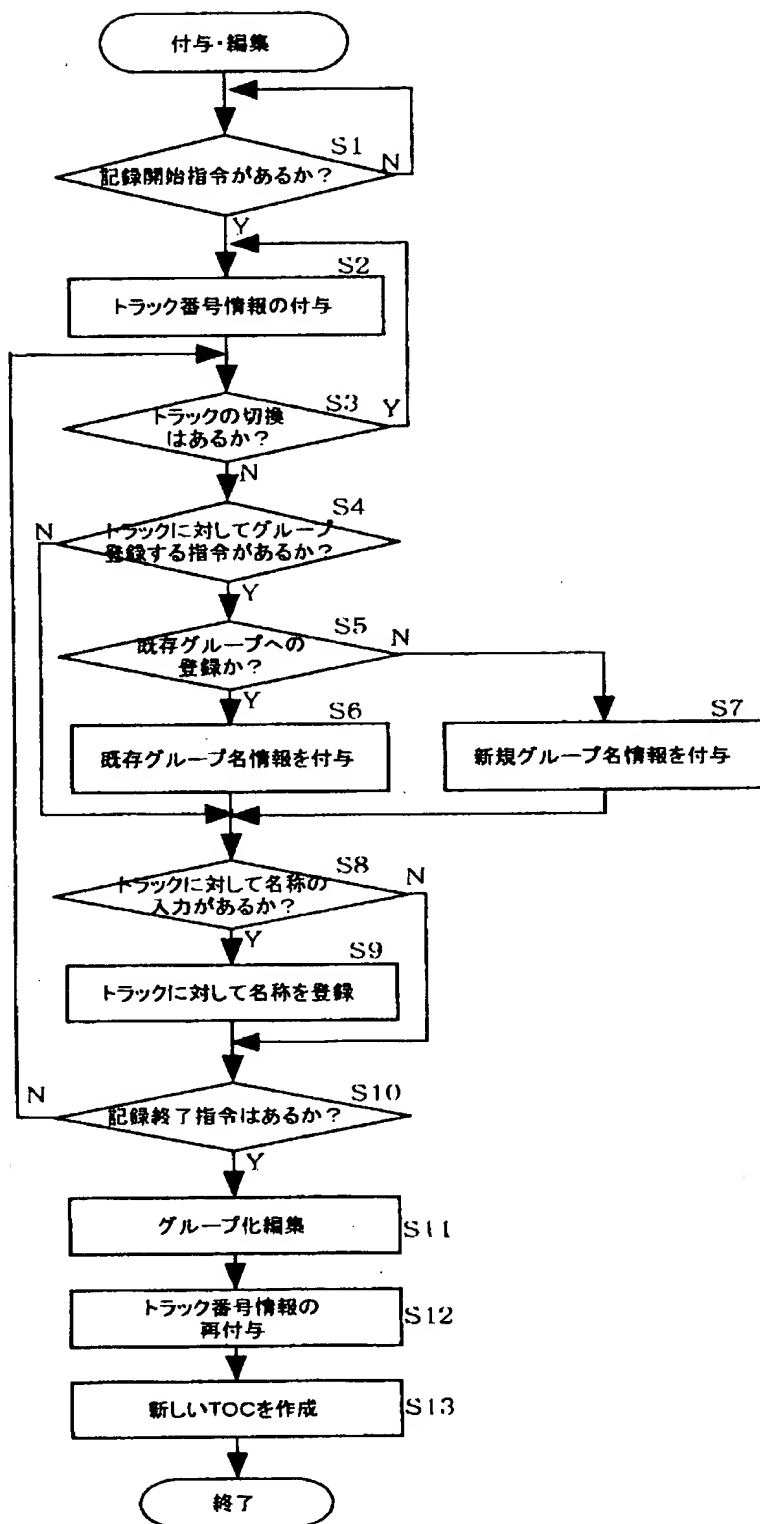 付与・編集
S1
記録開始指令があるか?
N
Y
S2
トラック番号情報の付与
S3
トラックの切換
はあるか?
Y
N
S4
N
トラックに対してグループ
登録する指令があるか?
Y
S5
既存グループへの
登録か?
N
Y
S6
既存グループ名情報を付与
S7
新規グループ名情報を付与
S8
トラックに対して名称の
入力があるか?
N
Y
S9
トラックに対して名称を登録
N
S10
記録終了指令はあるか?
Y
グループ化編集
S11
トラック番号情報の
再付与
S12
新しいTOCを作成
S13
終了